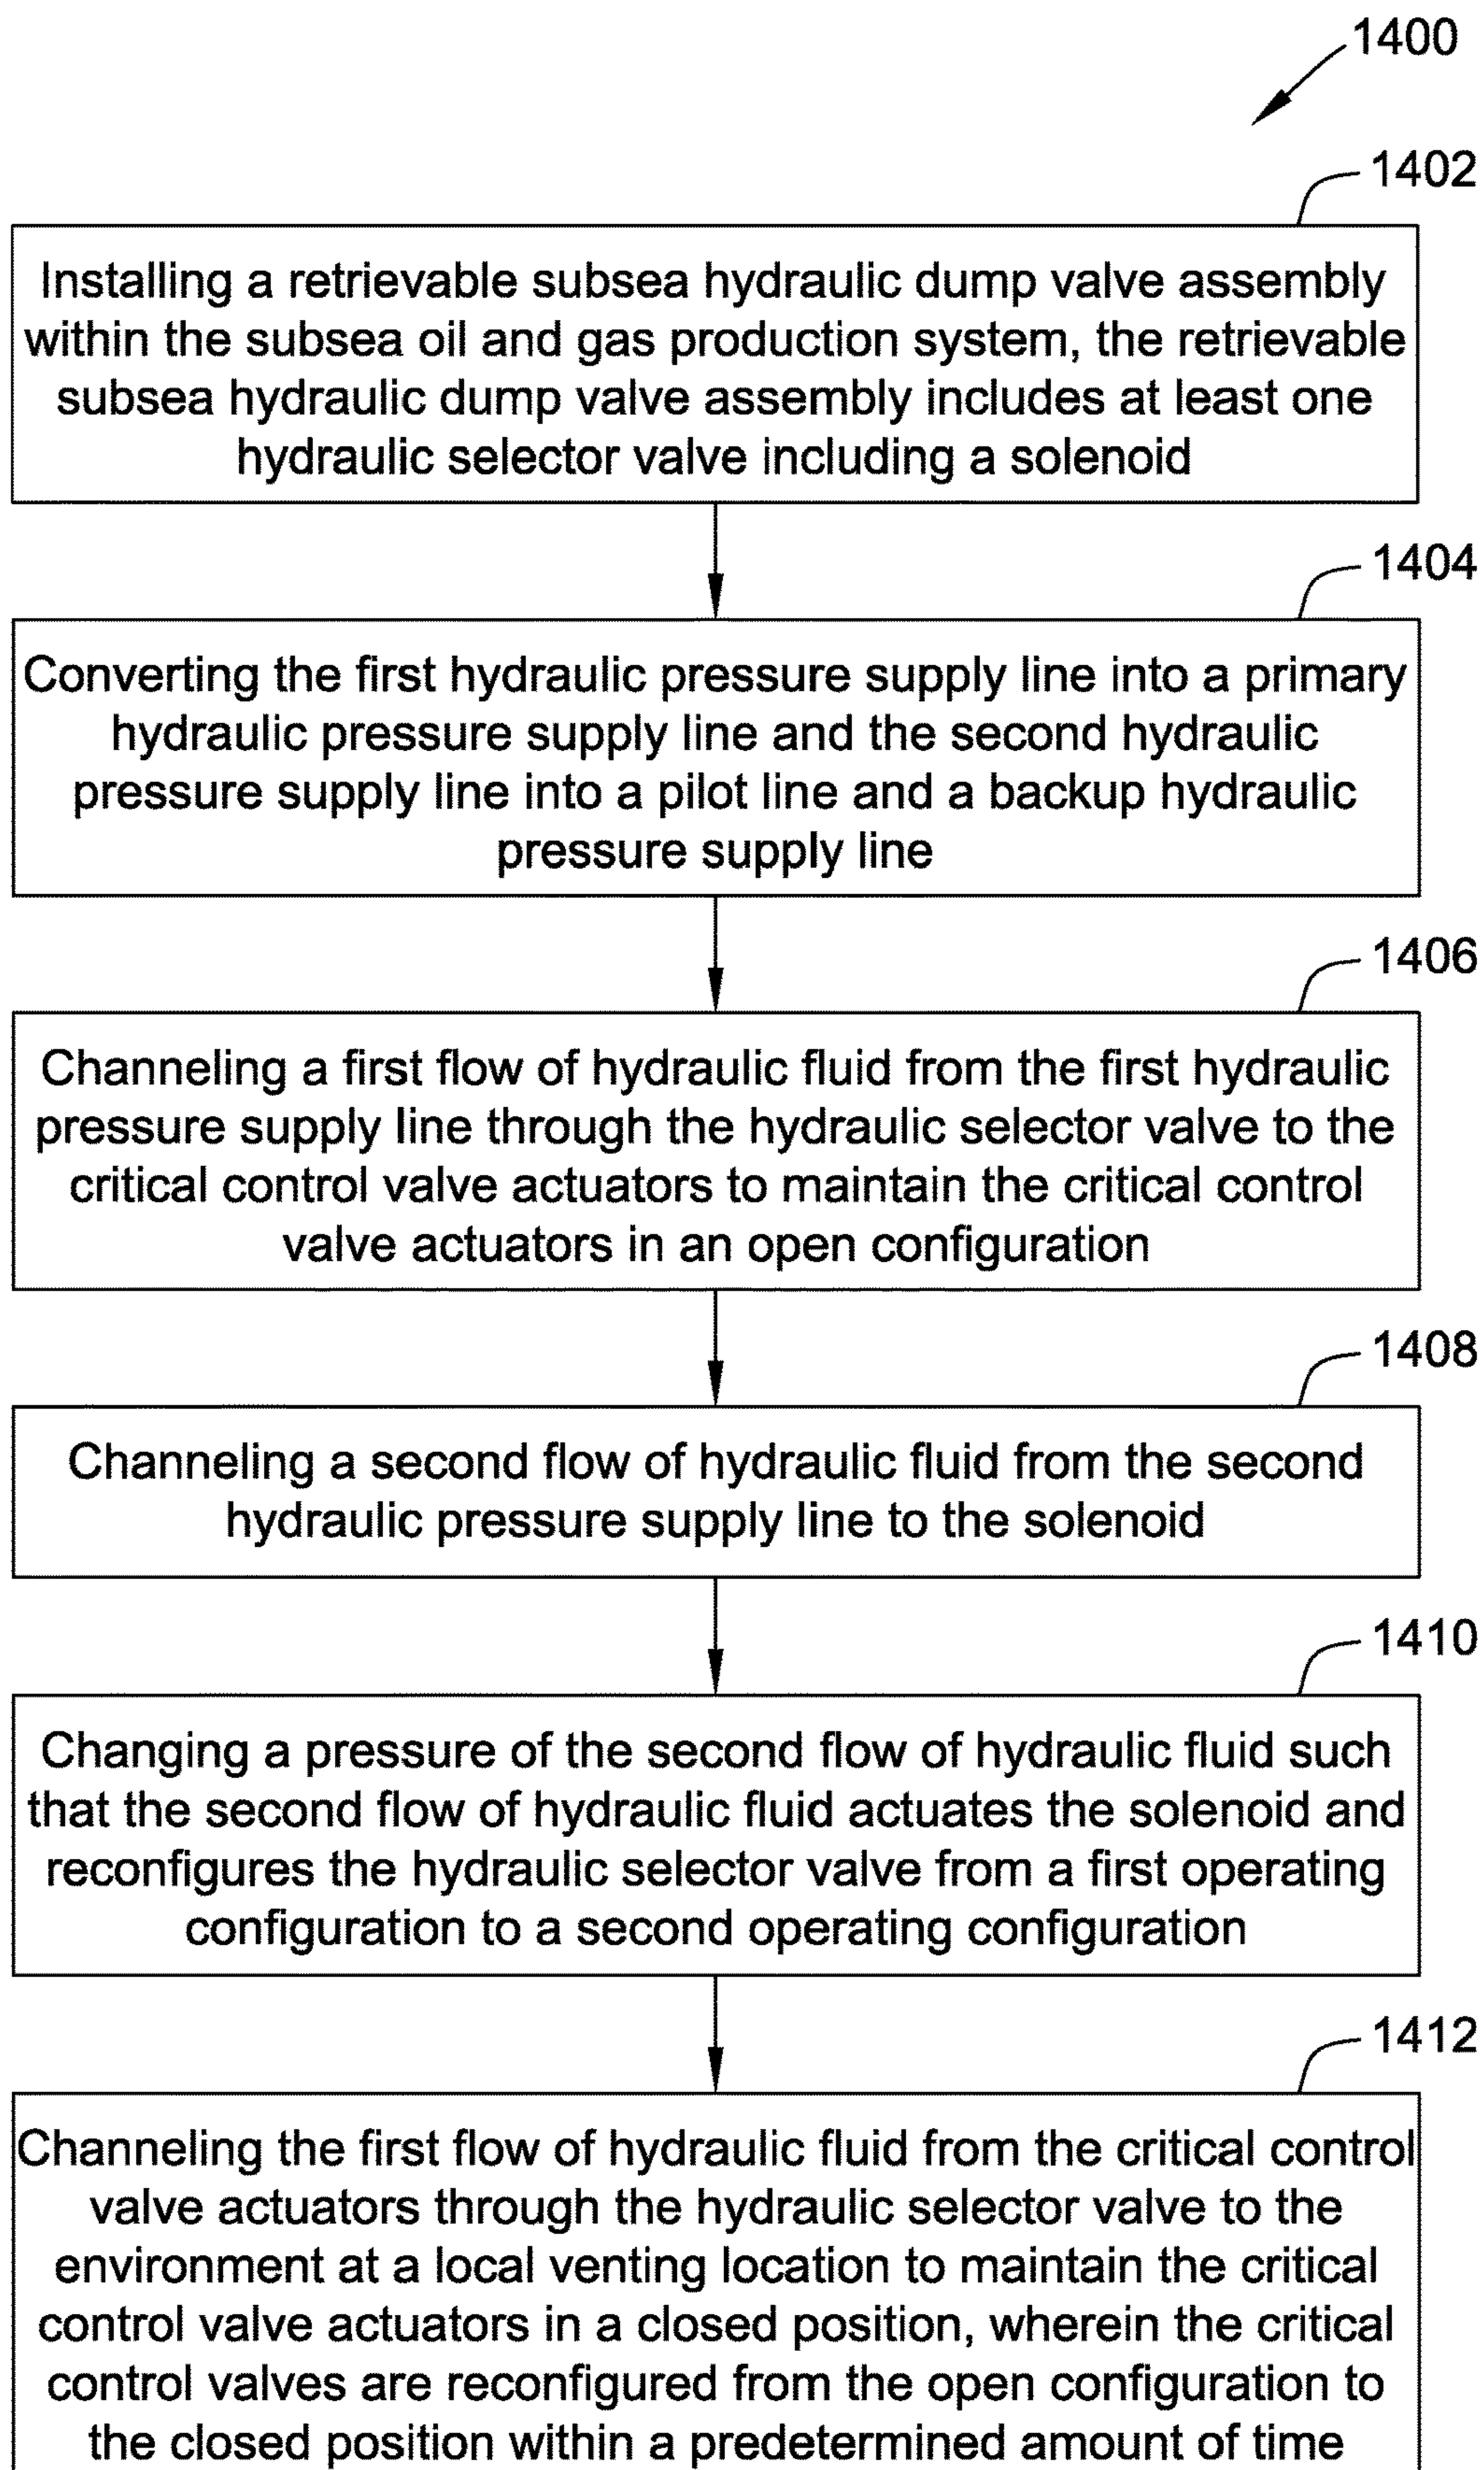 1400
1402
Installing a retrievable subsea hydraulic dump valve assembly
within the subsea oil and gas production system, the retrievable
subsea hydraulic dump valve assembly includes at least one
hydraulic selector valve including a solenoid
1404
Converting the first hydraulic pressure supply line into a primary
hydraulic pressure supply line and the second hydraulic
pressure supply line into a pilot line and a backup hydraulic
pressure supply line
1406
Channeling a first flow of hydraulic fluid from the first hydraulic
pressure supply line through the hydraulic selector valve to the
critical control valve actuators to maintain the critical control
valve actuators in an open configuration
1408
Channeling a second flow of hydraulic fluid from the second
hydraulic pressure supply line to the solenoid
1410
Changing a pressure of the second flow of hydraulic fluid such
that the second flow of hydraulic fluid actuates the solenoid and
reconfigures the hydraulic selector valve from a first operating
configuration to a second operating configuration
1412
Channeling the first flow of hydraulic fluid from the critical control
valve actuators through the hydraulic selector valve to the
environment at a local venting location to maintain the critical
control valve actuators in a closed position, wherein the critical
control valves are reconfigured from the open configuration to
the closed position within a predetermined amount of time